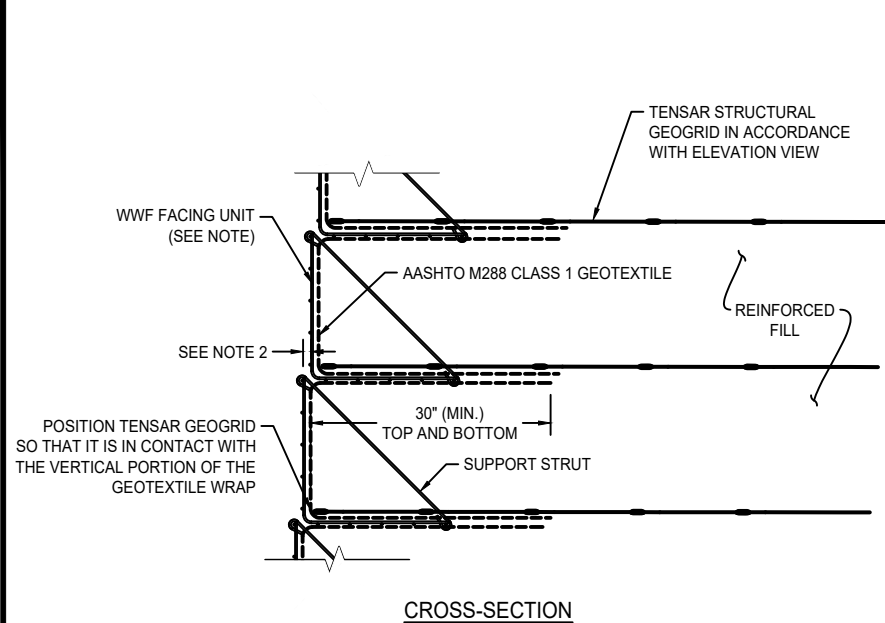 TENSAR STRUCTURAL
GEOGRID IN ACCORDANCE
WITH ELEVATION VIEW
WWF FACING UNIT
(SEE NOTE)
AASHTO M288 CLASS 1 GEOTEXTILE
REINFORCED
FILL
SEE NOTE 2
30" (MIN.)
TOP AND BOTTOM
POSITION TENSAR GEOGRID
SO THAT IT IS IN CONTACT WITH
THE VERTICAL PORTION OF THE
GEOTEXTILE WRAP
SUPPORT STRUT
CROSS-SECTION